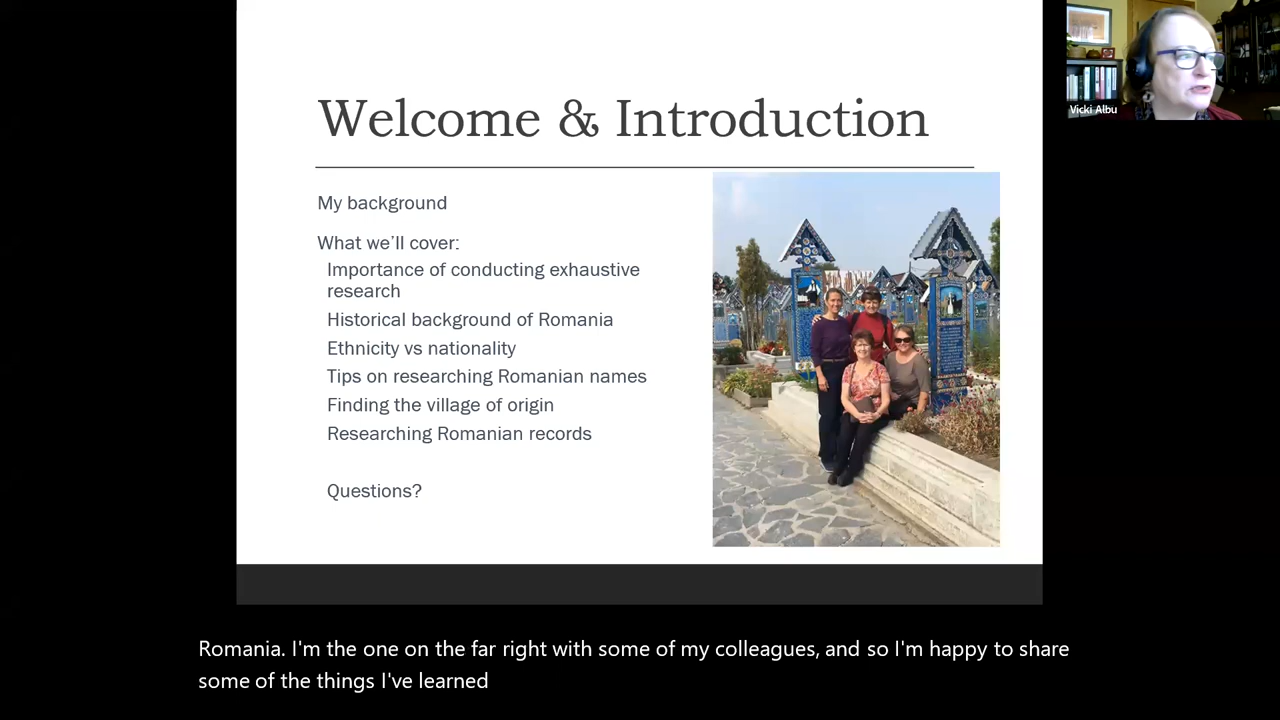 Welcome & Introduction
My background
What we'll cover:
Importance of conducting exhaustive
research
Historical background of Romania
Ethnicity vs nationality
Tips on researching Romanian names
Finding the village of origin
Researching Romanian records
Questions?
Vicki Albu
Romania. I'm the one on the far right with some of my colleagues, and so I'm happy to share
some of the things I've learned